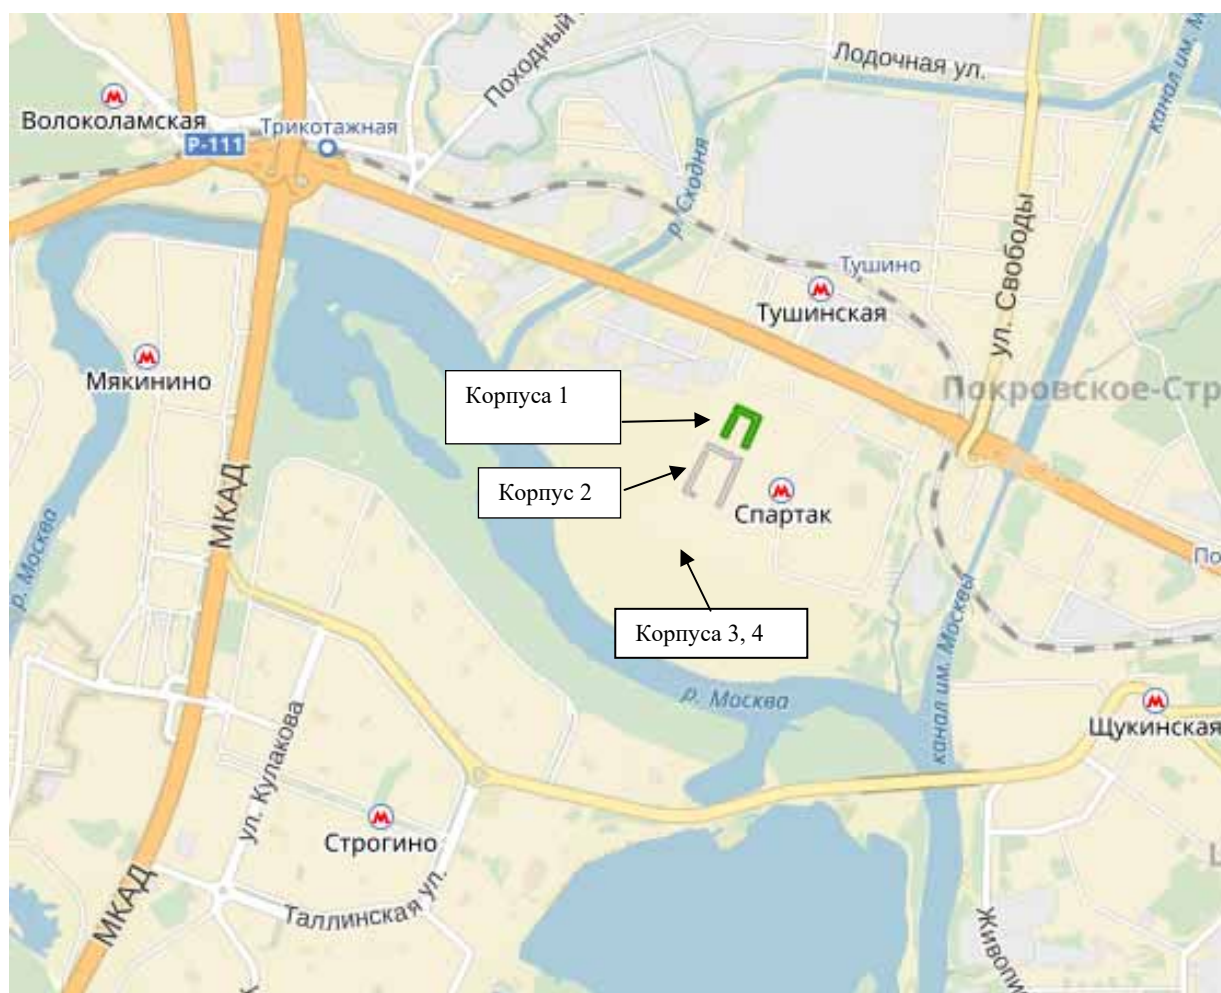 Походный
Лодочная ул.
канал им. М
Волоколамская
Р-111
Трикотажная
р. Сходня
ул. Свободы
Тушино
Тушинская
Мякинино
Покровское-Стр
Корпуса 1
Корпус 2
Спартак
МКАД
р. Москва
По
Корпуса 3, 4
канал им. Москвы
р. Москва
Щукинская
ул. Кулакова
Строгино
Таллинская ул.
МКАД
Живопи